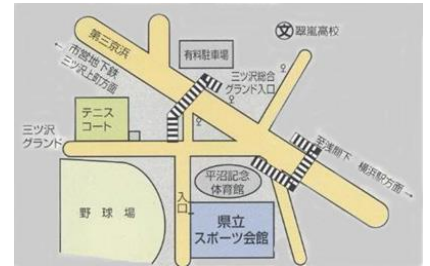 第三京浜
← 市営地下鉄
三ツ沢上町方面
有料駐車場
文 翠嵐高校
三ツ沢総合
グランド入口
テニス
コート
三ツ沢
グランド
至浅間下 横浜駅方面 →
平沼記念
体育館
入口
野球場
県立
スポーツ会館